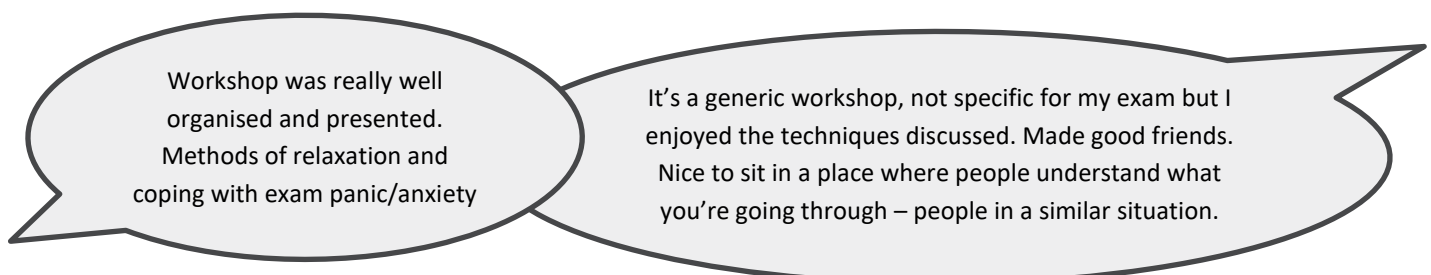 Workshop was really well
organised and presented.
Methods of relaxation and
coping with exam panic/anxiety
It’s a generic workshop, not specific for my exam but I
enjoyed the techniques discussed. Made good friends.
Nice to sit in a place where people understand what
you’re going through – people in a similar situation.